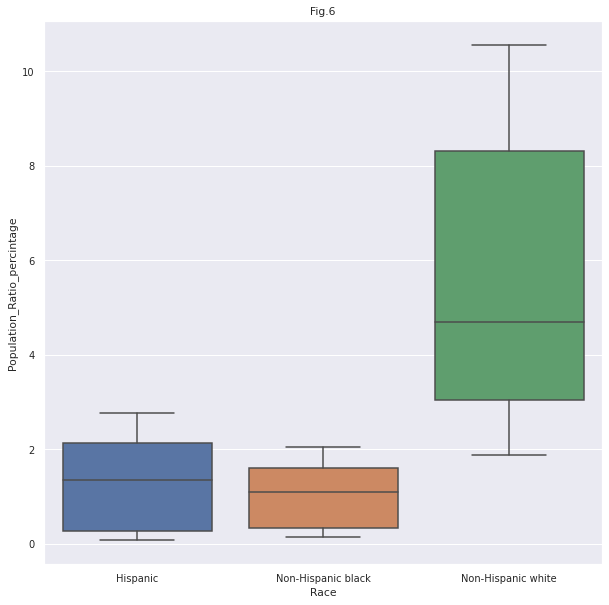 Fig.6
Population_Ratio_percintage
10
8
6
4
2
0
Hispanic
Non-Hispanic black
Non-Hispanic white
Race